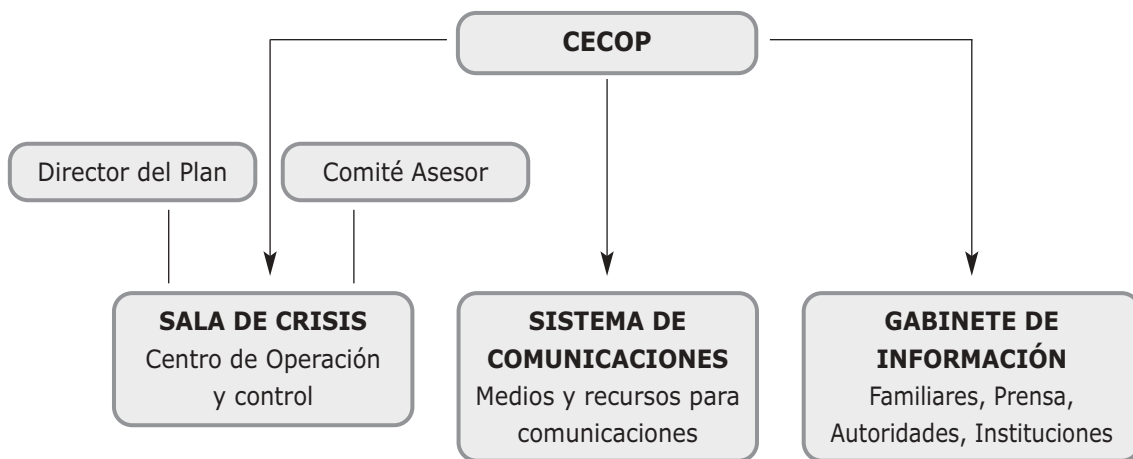 CECOP
Director del Plan
Comité Asesor
SALA DE CRISIS
Centro de Operación
y control
SISTEMA DE
COMUNICACIONES
Medios y recursos para
comunicaciones
GABINETE DE
INFORMACIÓN
Familiares, Prensa,
Autoridades, Instituciones